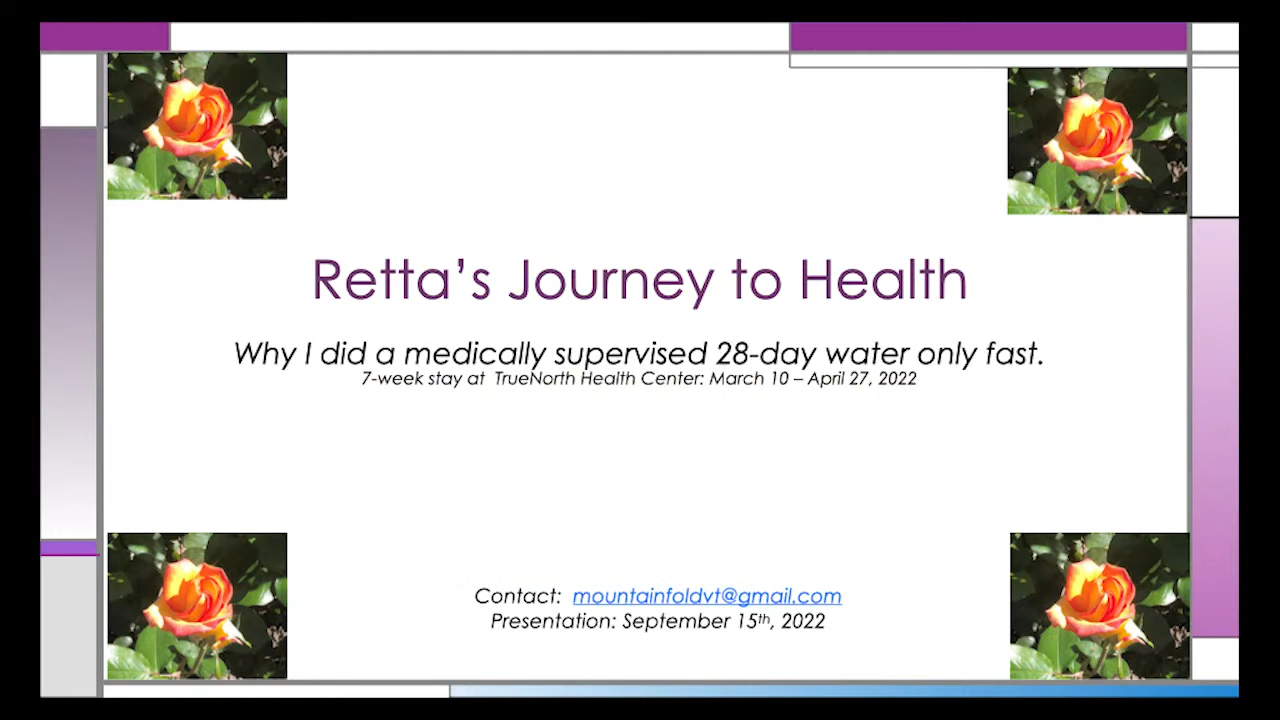 Retta’s Journey to Health
Why I did a medically supervised 28-day water only fast.
7-week stay at TrueNorth Health Center: March 10 – April 27, 2022
Contact: mountainfoldvt@gmail.com
Presentation: September 15th, 2022